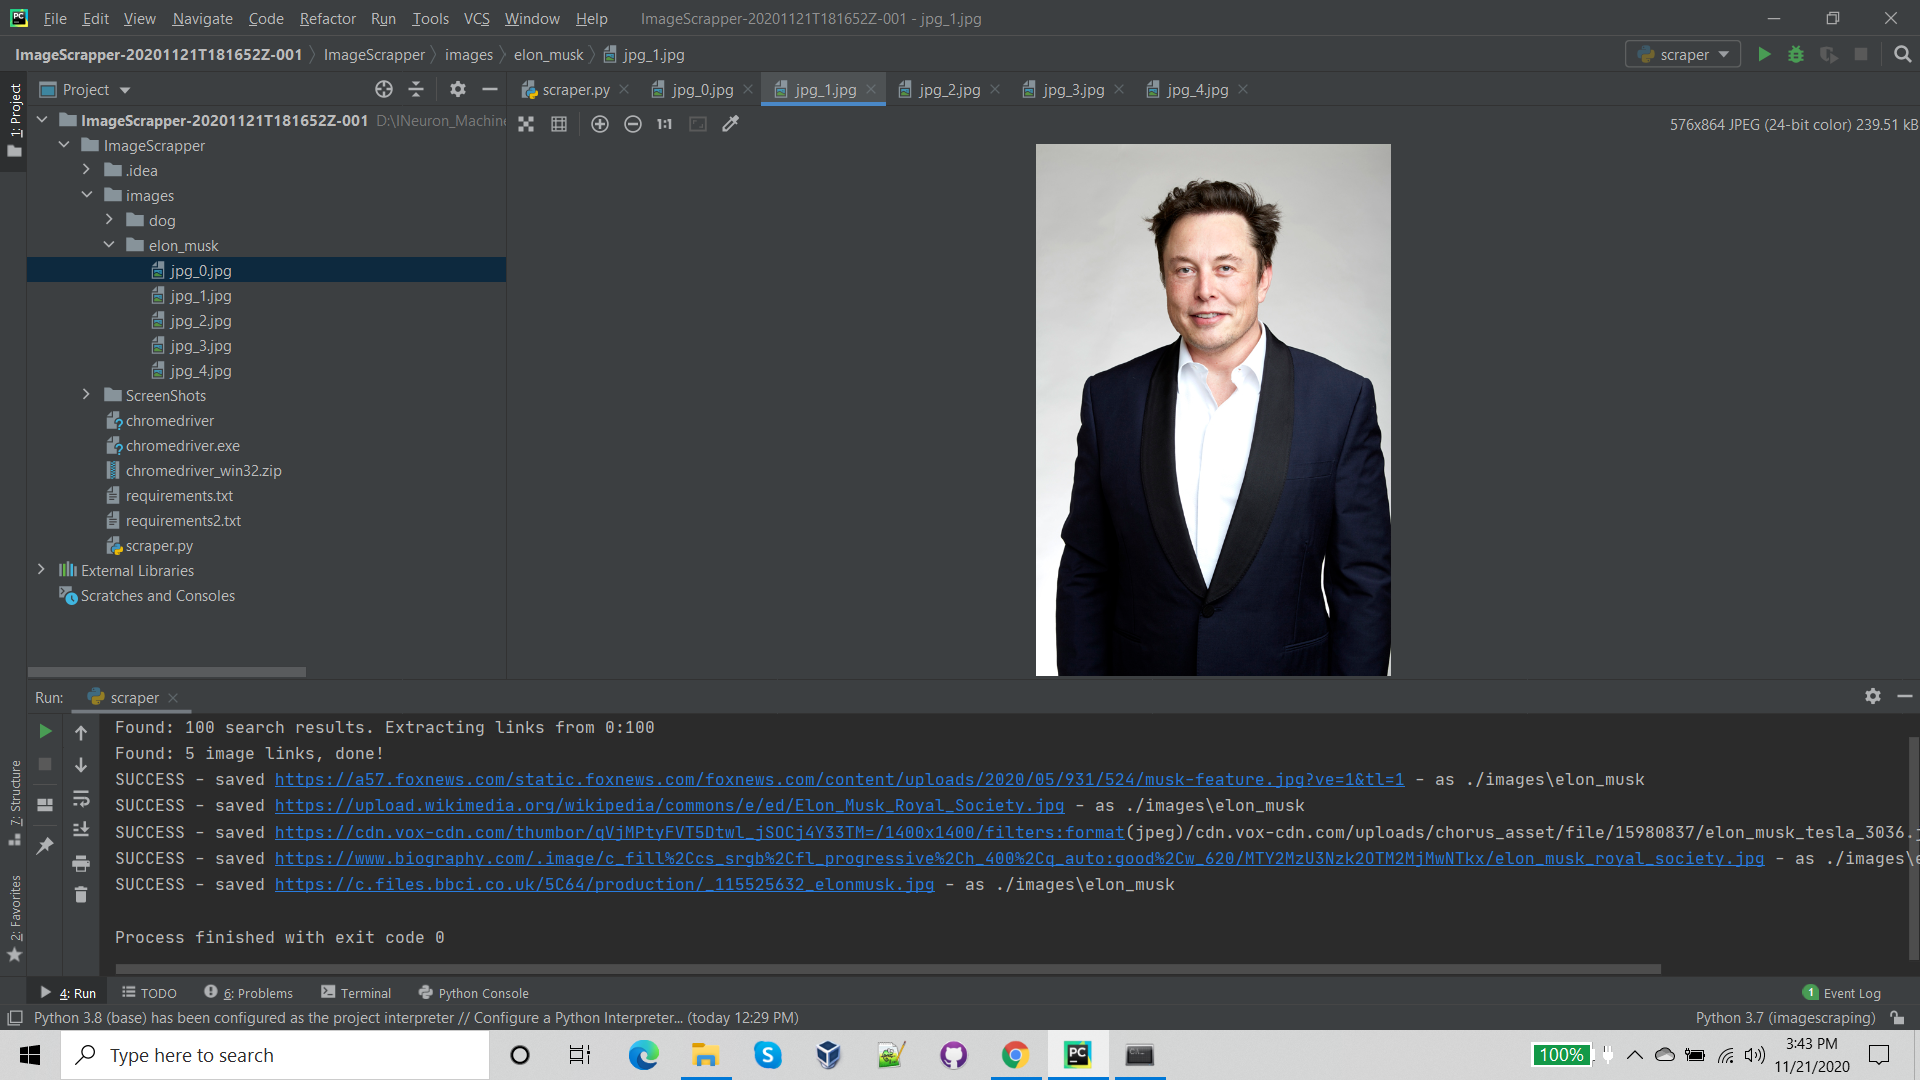 File Edit View Navigate Code Refactor Run Tools VCS Window Help ImageScrapper-20201121T181652Z-001 - jpg_1.jpg
ImageScrapper-20201121T181652Z-001 ImageScrapper images elon_musk jpg_1.jpg scraper
1: Project
Project
scraper.py jpg_0.jpg jpg_1.jpg jpg_2.jpg jpg_3.jpg jpg_4.jpg
1:1 576x864 JPEG (24-bit color) 239.51 kB
ImageScrapper-20201121T181652Z-001 D:\INeuron_Machine
ImageScrapper
.idea
images
dog
elon_musk
jpg_0.jpg
jpg_1.jpg
jpg_2.jpg
jpg_3.jpg
jpg_4.jpg
ScreenShots
chromedriver
chromedriver.exe
chromedriver_win32.zip
requirements.txt
requirements2.txt
scraper.py
External Libraries
Scratches and Consoles
Run: scraper
Found: 100 search results. Extracting links from 0:100
Found: 5 image links, done!
SUCCESS - saved https://a57.foxnews.com/static.foxnews.com/foxnews.com/content/uploads/2020/05/931/524/musk-feature.jpg?ve=1&tl=1 - as ./images\elon_musk
SUCCESS - saved https://upload.wikimedia.org/wikipedia/commons/e/ed/Elon_Musk_Royal_Society.jpg - as ./images\elon_musk
SUCCESS - saved https://cdn.vox-cdn.com/thumbor/qVjMPtyFVT5Dtwl_jSOCj4Y33TM=/1400x1400/filters:format(jpeg)/cdn.vox-cdn.com/uploads/chorus_asset/file/15980837/elon_musk_tesla_3036.
SUCCESS - saved https://www.biography.com/.image/c_fill%2Ccs_srgb%2Cfl_progressive%2Ch_400%2Cq_auto:good%2Cw_620/MTY2MzU3Nzk2OTM2MjMwNTkx/elon_musk_royal_society.jpg - as ./images\e
SUCCESS - saved https://c.files.bbci.co.uk/5C64/production/_115525632_elonmusk.jpg - as ./images\elon_musk
Process finished with exit code 0
7: Structure
2: Favorites
4: Run TODO 6: Problems Terminal Python Console 1 Event Log
Python 3.8 (base) has been configured as the project interpreter // Configure a Python Interpreter... (today 12:29 PM) Python 3.7 (imagescraping)
Type here to search
100%
3:43 PM
11/21/2020